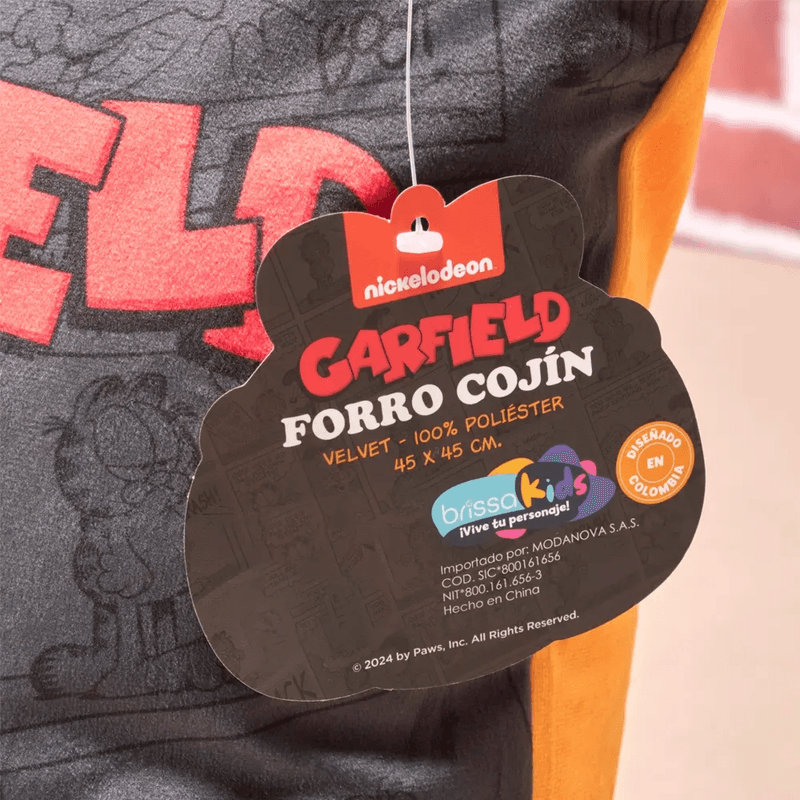 BOOT
ELD
nickelodeon
GARFIELD
FORRO COJÍN
VELVET - 100% POLIÉSTER
45 X 45 CM.
DISEÑADO
EN
COLOMBIA
brissa kids
¡Vive tu personaje!
Importado por: MODANOVA S.A.S.
COD. SIC*800161656
NIT*800.161.656-3
Hecho en China
© 2024 by Paws, Inc. All Rights Reserved.